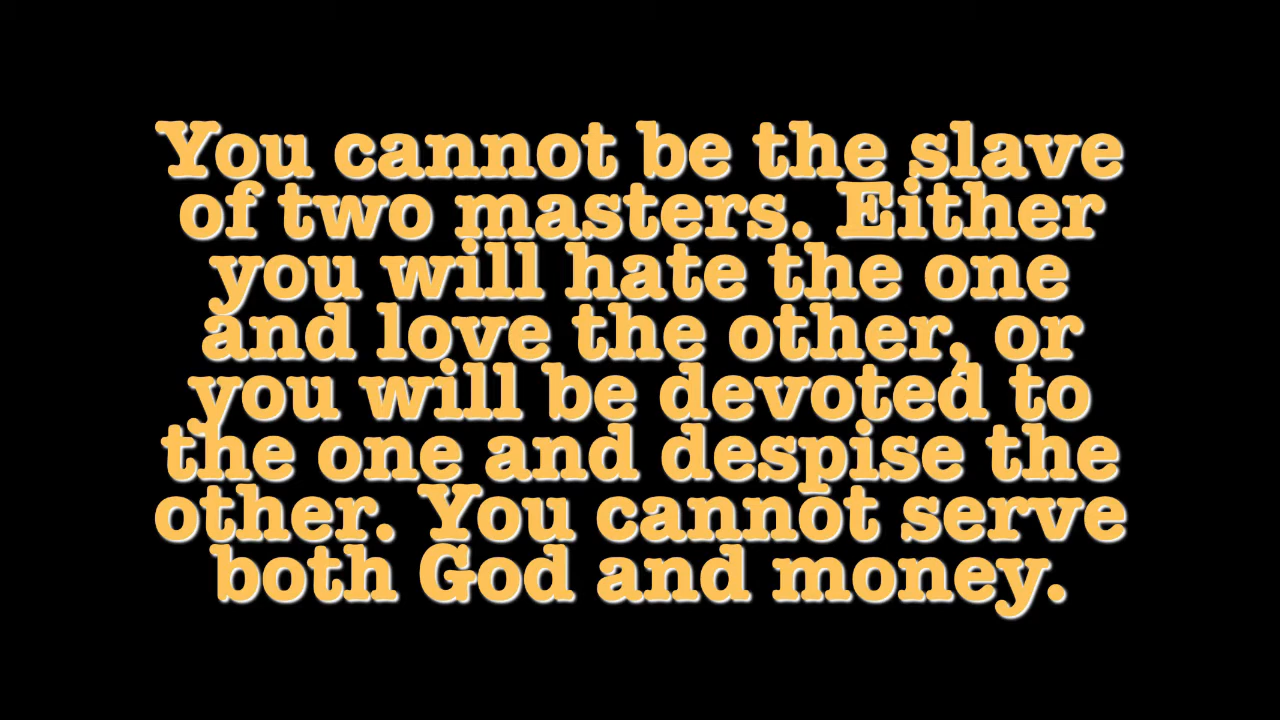 You cannot be the slave
of two masters. Either
you will hate the one
and love the other, or
you will be devoted to
the one and despise the
other. You cannot serve
both God and money.